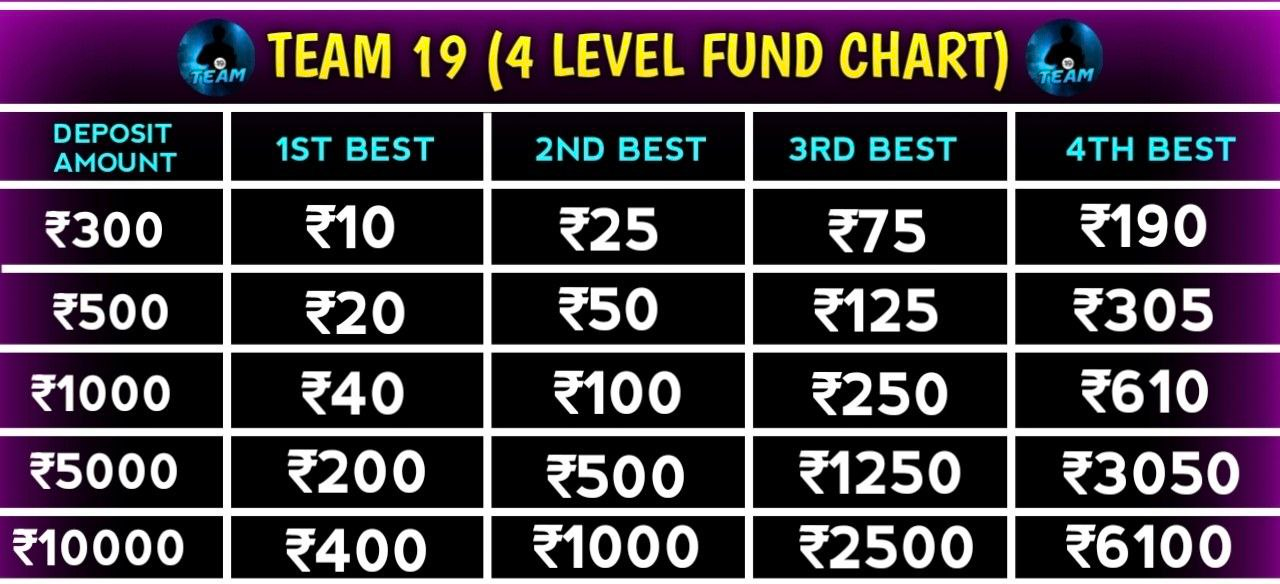 TEAM 19 (4 LEVEL FUND CHART)
19
TEAM
19
TEAM
DEPOSIT AMOUNT 1ST BEST 2ND BEST 3RD BEST 4TH BEST
₹300 ₹10 ₹25 ₹75 ₹190
₹500 ₹20 ₹50 ₹125 ₹305
₹1000 ₹40 ₹100 ₹250 ₹610
₹5000 ₹200 ₹500 ₹1250 ₹3050
₹10000 ₹400 ₹1000 ₹2500 ₹6100